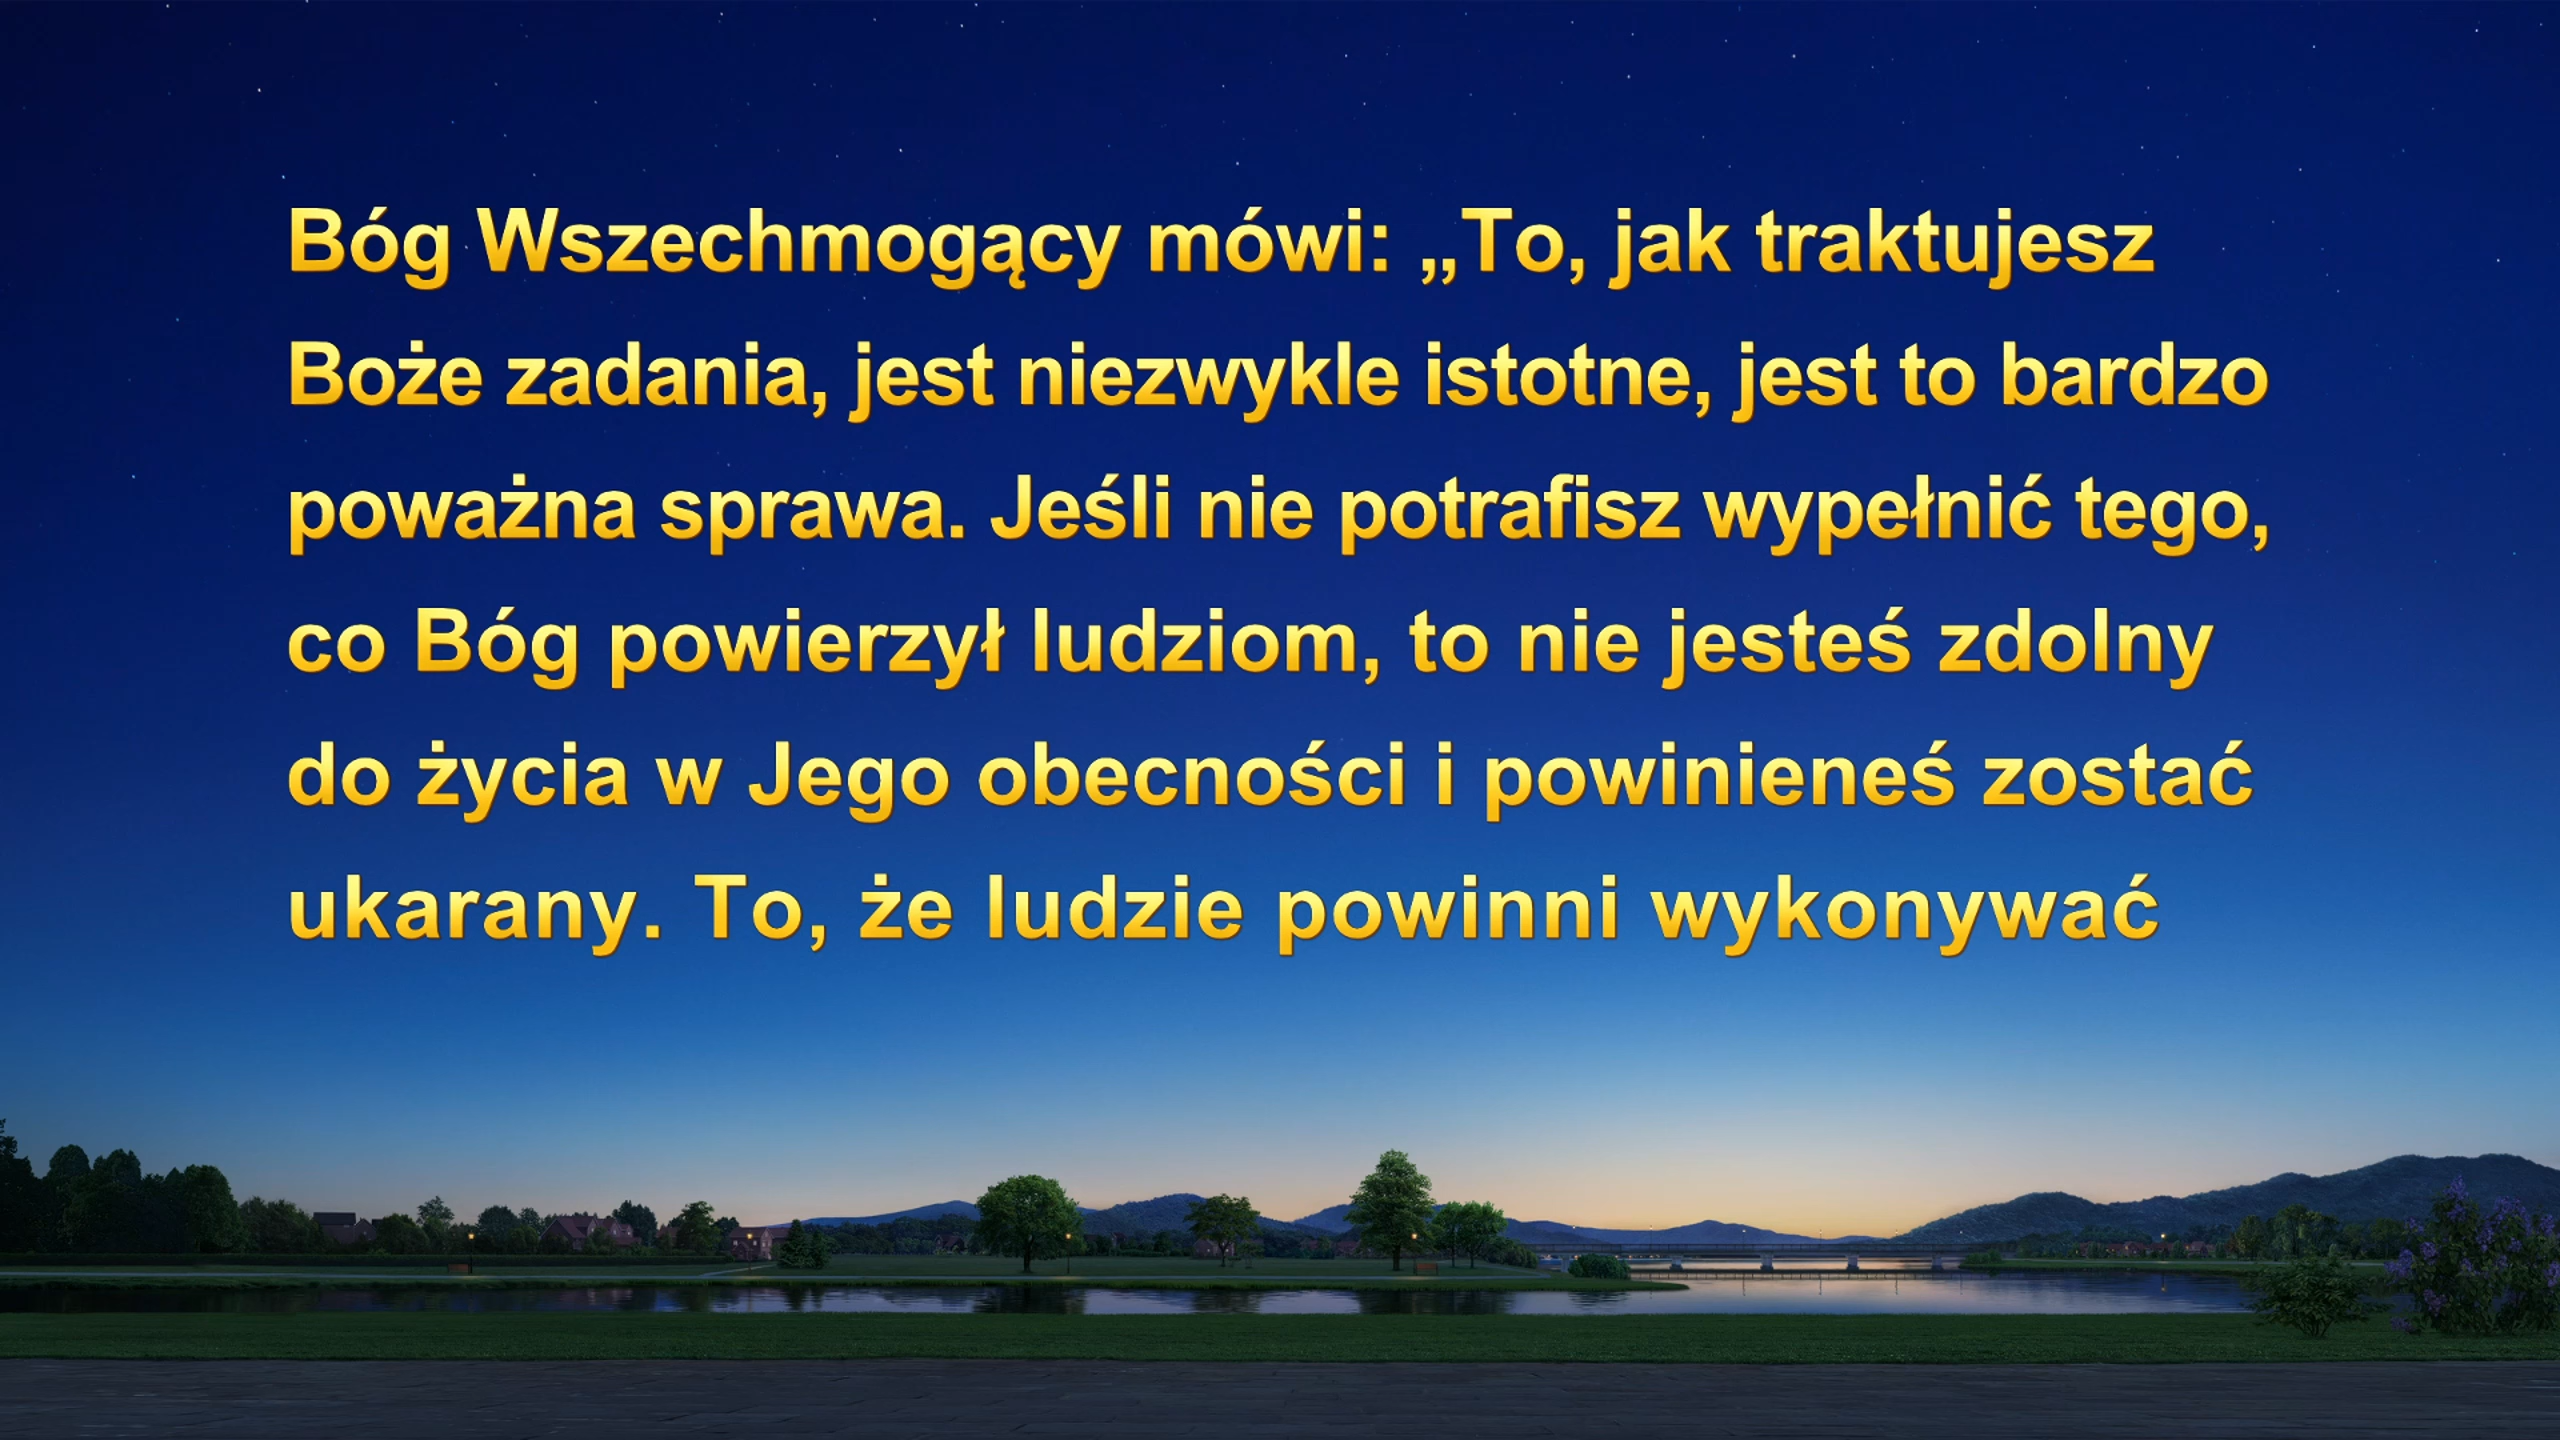 Bóg Wszechmogący mówi: „To, jak traktujesz
Boże zadania, jest niezwykle istotne, jest to bardzo
poważna sprawa. Jeśli nie potrafisz wypełnić tego,
co Bóg powierzył ludziom, to nie jesteś zdolny
do życia w Jego obecności i powinieneś zostać
ukarany. To, że ludzie powinni wykonywać